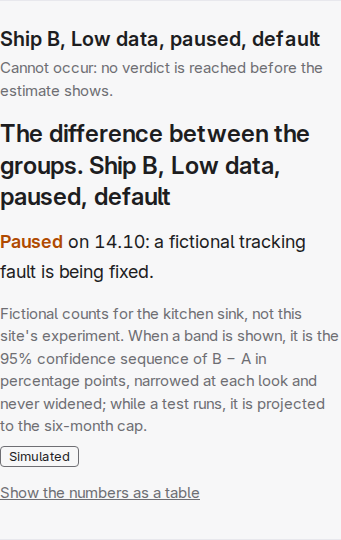 Ship B, Low data, paused, default
Cannot occur: no verdict is reached before the
estimate shows.
The difference between the
groups. Ship B, Low data,
paused, default
Paused on 14.10: a fictional tracking
fault is being fixed.
Fictional counts for the kitchen sink, not this
site's experiment. When a band is shown, it is the
95% confidence sequence of B − A in
percentage points, narrowed at each look and
never widened; while a test runs, it is projected
to the six-month cap.
Simulated
Show the numbers as a table